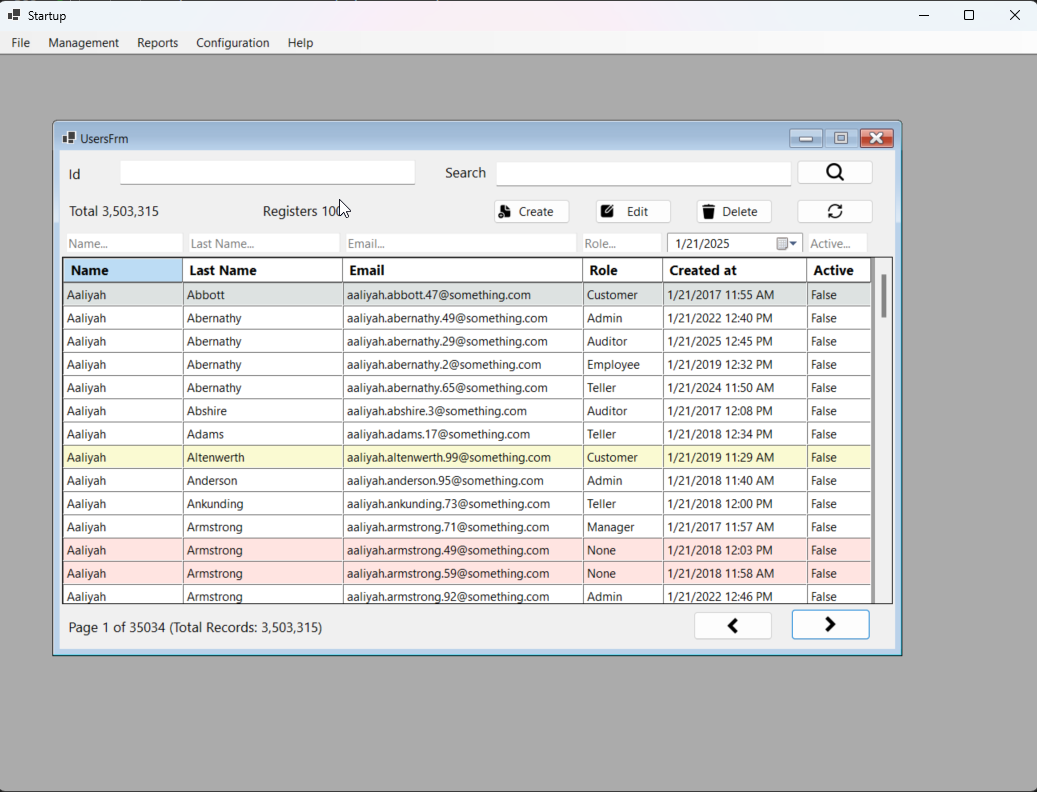 Startup
File Management Reports Configuration Help
UsersFrm
Id Search
Total 3,503,315 Registers 100 Create Edit Delete
Name... Last Name... Email... Role... 1/21/2025 Active...
Name Last Name Email Role Created at Active
Aaliyah Abbott aaliyah.abbott.47@something.com Customer 1/21/2017 11:55 AM False
Aaliyah Abernathy aaliyah.abernathy.49@something.com Admin 1/21/2022 12:40 PM False
Aaliyah Abernathy aaliyah.abernathy.29@something.com Auditor 1/21/2025 12:45 PM False
Aaliyah Abernathy aaliyah.abernathy.2@something.com Employee 1/21/2019 12:32 PM False
Aaliyah Abernathy aaliyah.abernathy.65@something.com Teller 1/21/2024 11:50 AM False
Aaliyah Abshire aaliyah.abshire.3@something.com Auditor 1/21/2017 12:08 PM False
Aaliyah Adams aaliyah.adams.17@something.com Teller 1/21/2018 12:34 PM False
Aaliyah Altenwerth aaliyah.altenwerth.99@something.com Customer 1/21/2019 11:29 AM False
Aaliyah Anderson aaliyah.anderson.95@something.com Admin 1/21/2018 11:40 AM False
Aaliyah Ankunding aaliyah.ankunding.73@something.com Teller 1/21/2018 12:00 PM False
Aaliyah Armstrong aaliyah.armstrong.71@something.com Manager 1/21/2017 11:57 AM False
Aaliyah Armstrong aaliyah.armstrong.49@something.com None 1/21/2018 12:03 PM False
Aaliyah Armstrong aaliyah.armstrong.59@something.com None 1/21/2018 11:58 AM False
Aaliyah Armstrong aaliyah.armstrong.92@something.com Admin 1/21/2022 12:46 PM False
Page 1 of 35034 (Total Records: 3,503,315)